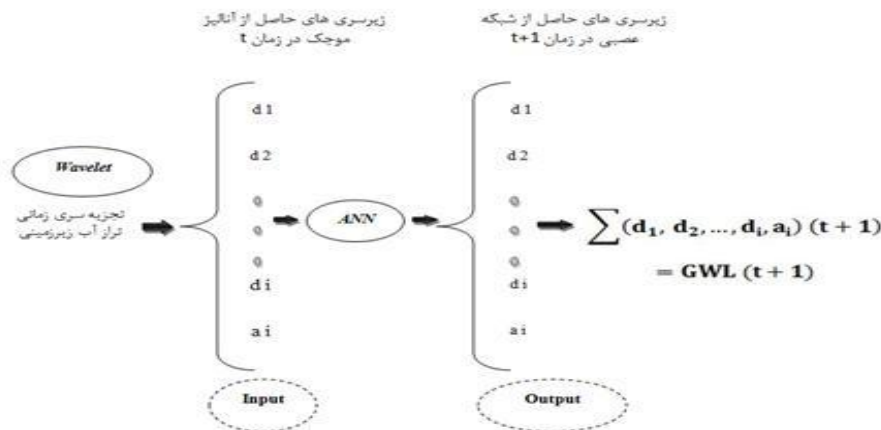 زیرسری های حاصل از آنالیز
موجک در زمان t
زیرسری های حاصل از شبکه
عصبی در زمان t+1
Wavelet
تجزیه سری زمانی
تراز آب زیرزمینی
d1
d2
di
ai
Input
ANN
d1
d2
di
ai
Output
∑(d₁, d₂, ..., dᵢ, aᵢ) (t + 1)
= GWL (t + 1)